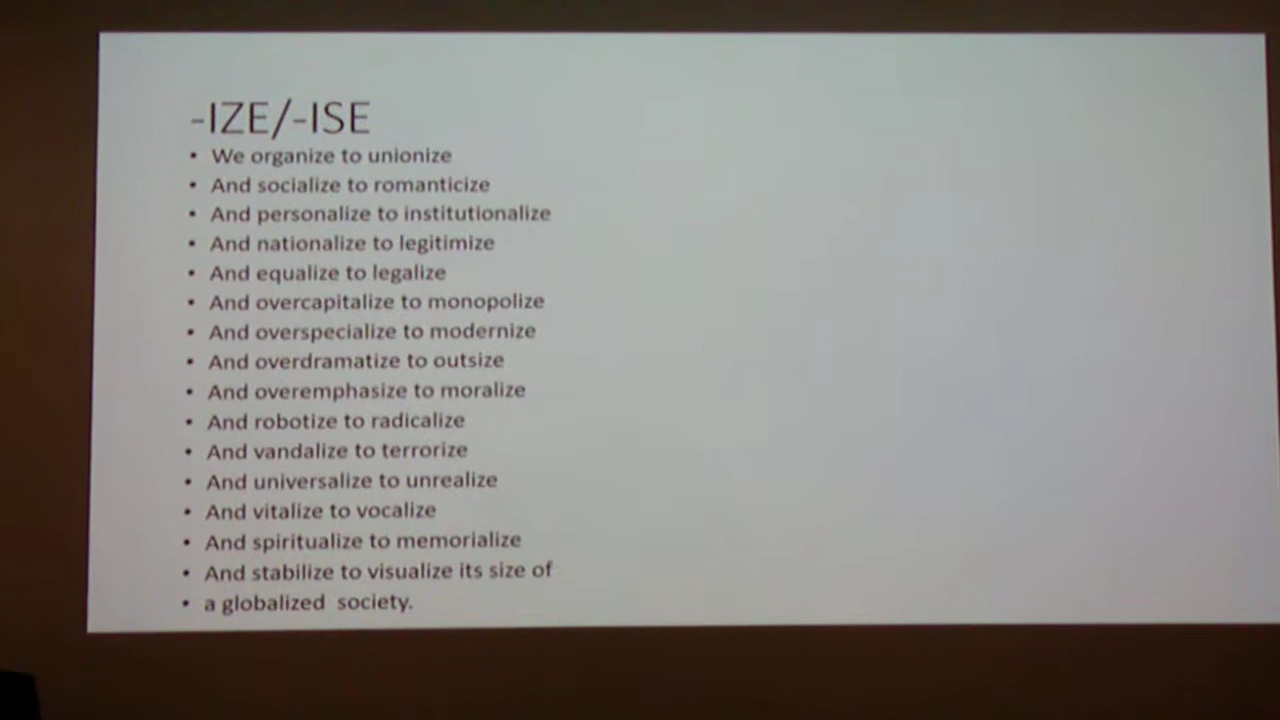 -IZE/-ISE
• We organize to unionize
• And socialize to romanticize
• And personalize to institutionalize
• And nationalize to legitimize
• And equalize to legalize
• And overcapitalize to monopolize
• And overspecialize to modernize
• And overdramatize to outsize
• And overemphasize to moralize
• And robotize to radicalize
• And vandalize to terrorize
• And universalize to unrealize
• And vitalize to vocalize
• And spiritualize to memorialize
• And stabilize to visualize its size of
• a globalized society.